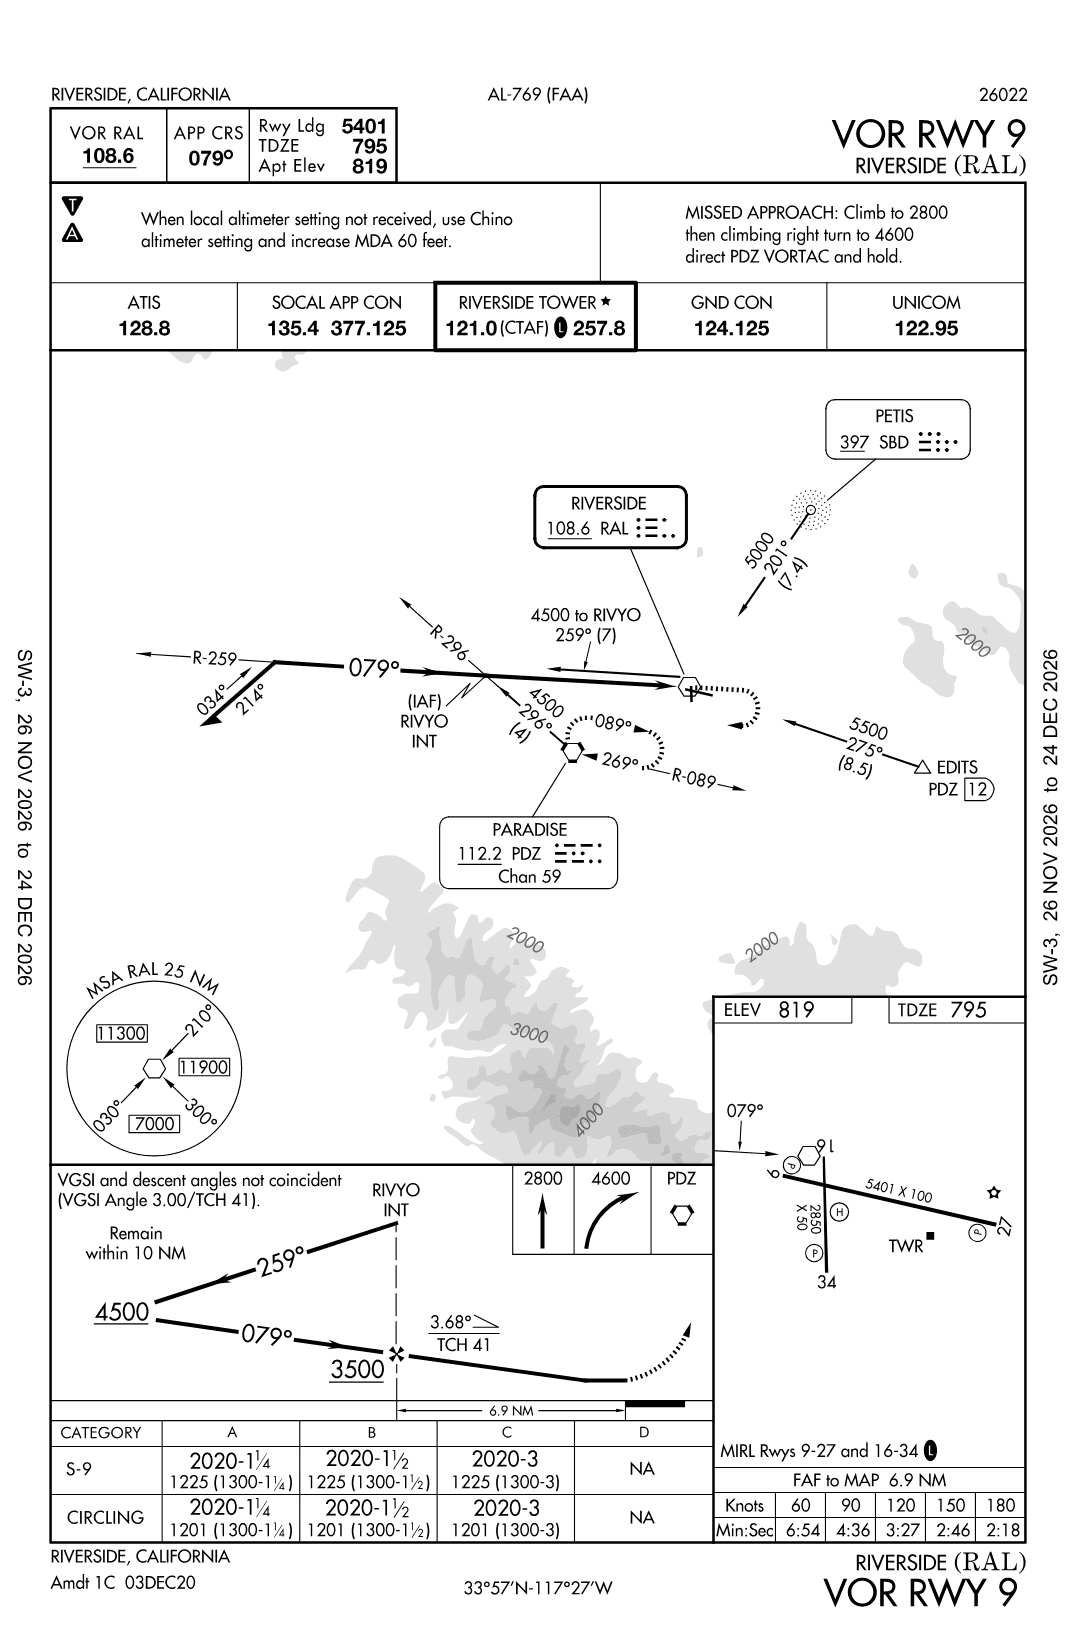 RIVERSIDE, CALIFORNIA
AL-769 (FAA)
26022
VOR RAL
108.6
APP CRS
079°
Rwy Ldg 5401
TDZE 795
Apt Elev 819
VOR RWY 9
RIVERSIDE (RAL)
T
A
When local altimeter setting not received, use Chino
altimeter setting and increase MDA 60 feet.
MISSED APPROACH: Climb to 2800
then climbing right turn to 4600
direct PDZ VORTAC and hold.
ATIS
128.8
SOCAL APP CON
135.4 377.125
RIVERSIDE TOWER ★
121.0 (CTAF) L 257.8
GND CON
124.125
UNICOM
122.95
PETIS
397 SBD
RIVERSIDE
108.6 RAL
5000
201°
(7.4)
2000
4500 to RIVYO
259° (7)
R-296
R-259
079°
034°
214°
(IAF)
RIVYO
INT
4500
296°
(4)
089°
269°
R-089
5500
275°
(8.5)
EDITS
PDZ 12
PARADISE
112.2 PDZ
Chan 59
2000
2000
3000
4000
MSA RAL 25 NM
11300
210°
11900
030°
7000
300°
ELEV 819
TDZE 795
079°
16
P
9
5401 X 100
2850
X 50
H
P
TWR
P
27
34
VGSI and descent angles not coincident
(VGSI Angle 3.00/TCH 41).
RIVYO
INT
2800
4600
PDZ
Remain
within 10 NM
259°
4500
079°
3500
3.68°
TCH 41
6.9 NM
CATEGORY A B C D
S-9
2020-1¼
1225 (1300-1¼)
2020-1½
1225 (1300-1½)
2020-3
1225 (1300-3)
NA
CIRCLING
2020-1¼
1201 (1300-1¼)
2020-1½
1201 (1300-1½)
2020-3
1201 (1300-3)
NA
MIRL Rwys 9-27 and 16-34 L
FAF to MAP 6.9 NM
Knots 60 90 120 150 180
Min:Sec 6:54 4:36 3:27 2:46 2:18
RIVERSIDE, CALIFORNIA
Amdt 1C 03DEC20
33°57'N-117°27'W
RIVERSIDE (RAL)
VOR RWY 9
SW-3, 26 NOV 2026 to 24 DEC 2026
SW-3, 26 NOV 2026 to 24 DEC 2026